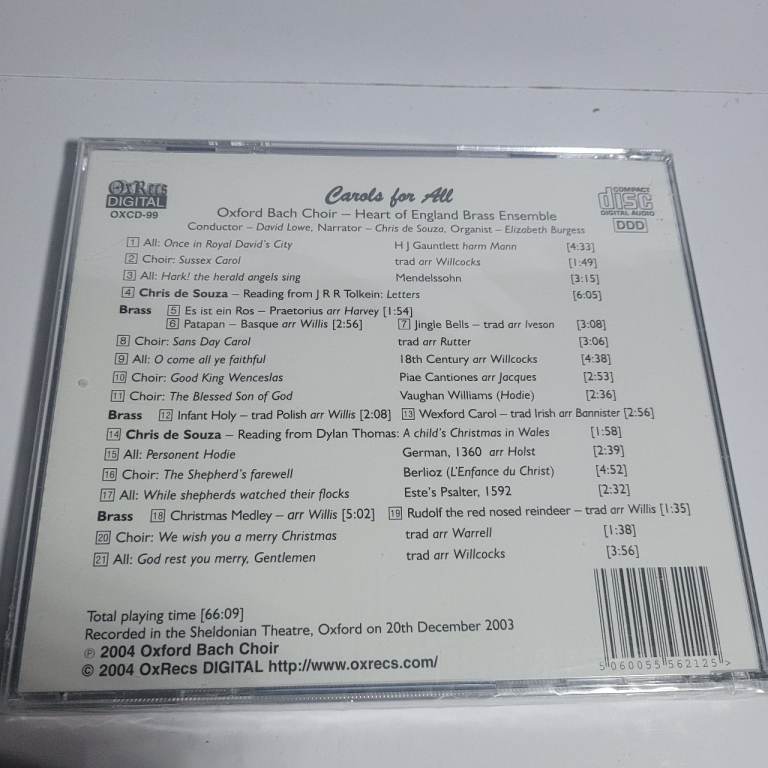 OxRecs
DIGITAL
OXCD-99
Carols for All
Oxford Bach Choir – Heart of England Brass Ensemble
Conductor – David Lowe, Narrator – Chris de Souza, Organist – Elizabeth Burgess
COMPACT
disc
DIGITAL AUDIO
DDD
1 All: Once in Royal David's City H J Gauntlett harm Mann [4:33]
2 Choir: Sussex Carol trad arr Willcocks [1:49]
3 All: Hark! the herald angels sing Mendelssohn [3:15]
4 Chris de Souza – Reading from J R R Tolkein: Letters [6:05]
Brass 5 Es ist ein Ros – Praetorius arr Harvey [1:54]
6 Patapan – Basque arr Willis [2:56] 7 Jingle Bells – trad arr Iveson [3:08]
8 Choir: Sans Day Carol trad arr Rutter [3:06]
9 All: O come all ye faithful 18th Century arr Willcocks [4:38]
10 Choir: Good King Wenceslas Piae Cantiones arr Jacques [2:53]
11 Choir: The Blessed Son of God Vaughan Williams (Hodie) [2:36]
Brass 12 Infant Holy – trad Polish arr Willis [2:08] 13 Wexford Carol – trad Irish arr Bannister [2:56]
14 Chris de Souza – Reading from Dylan Thomas: A child's Christmas in Wales [1:58]
15 All: Personent Hodie German, 1360 arr Holst [2:39]
16 Choir: The Shepherd's farewell Berlioz (L'Enfance du Christ) [4:52]
17 All: While shepherds watched their flocks Este's Psalter, 1592 [2:32]
Brass 18 Christmas Medley – arr Willis [5:02] 19 Rudolf the red nosed reindeer – trad arr Willis [1:35]
20 Choir: We wish you a merry Christmas trad arr Warrell [1:38]
21 All: God rest you merry, Gentlemen trad arr Willcocks [3:56]
Total playing time [66:09]
Recorded in the Sheldonian Theatre, Oxford on 20th December 2003
℗ 2004 Oxford Bach Choir
© 2004 OxRecs DIGITAL http://www.oxrecs.com/
5 060055 562125 >